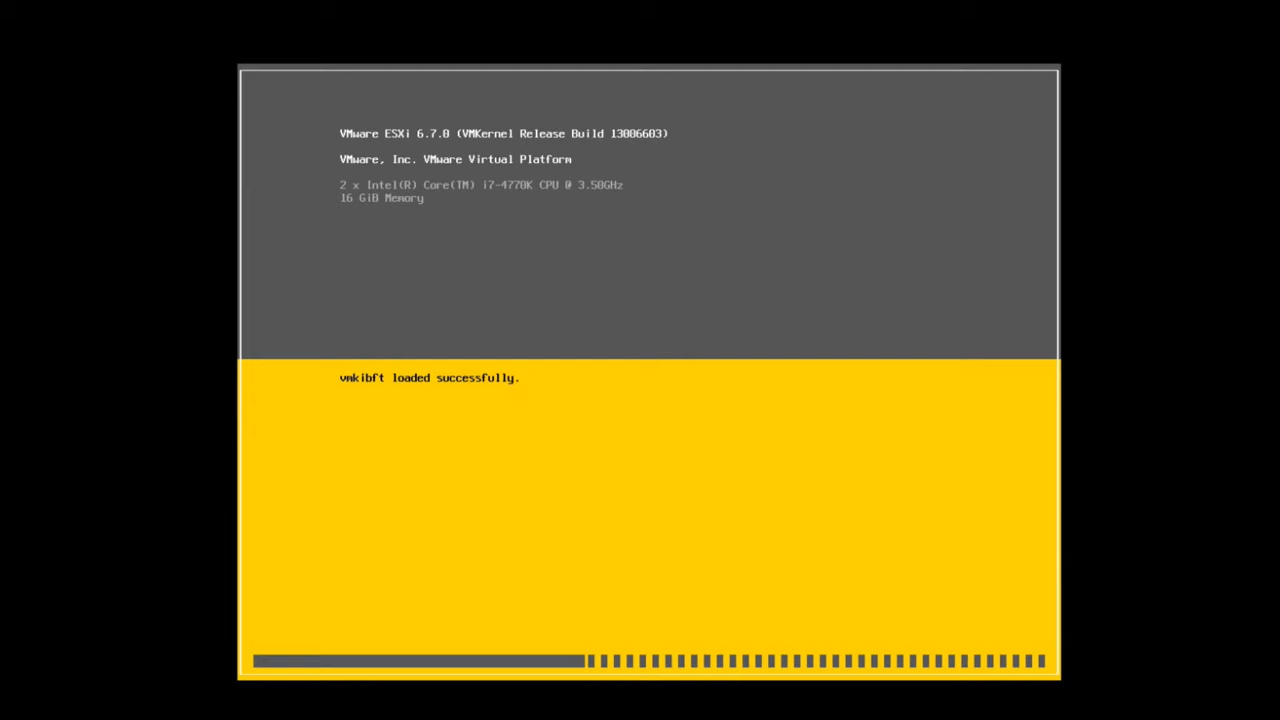 VMware ESXi 6.7.0 (VMKernel Release Build 13006603)
VMware, Inc. VMware Virtual Platform
2 x Intel(R) Core(TM) i7-4770K CPU @ 3.50GHz
16 GiB Memory
vmkibft loaded successfully.